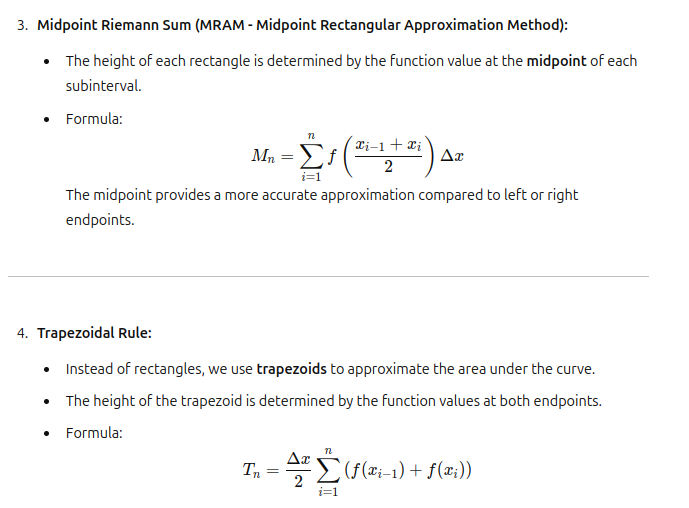 3. Midpoint Riemann Sum (MRAM - Midpoint Rectangular Approximation Method):
• The height of each rectangle is determined by the function value at the midpoint of each
subinterval.
• Formula:
$M_n = \sum_{i=1}^{n} f\left(\frac{x_{i-1} + x_i}{2}\right) \Delta x$
The midpoint provides a more accurate approximation compared to left or right
endpoints.
4. Trapezoidal Rule:
• Instead of rectangles, we use trapezoids to approximate the area under the curve.
• The height of the trapezoid is determined by the function values at both endpoints.
• Formula:
$T_n = \frac{\Delta x}{2} \sum_{i=1}^{n} (f(x_{i-1}) + f(x_i))$